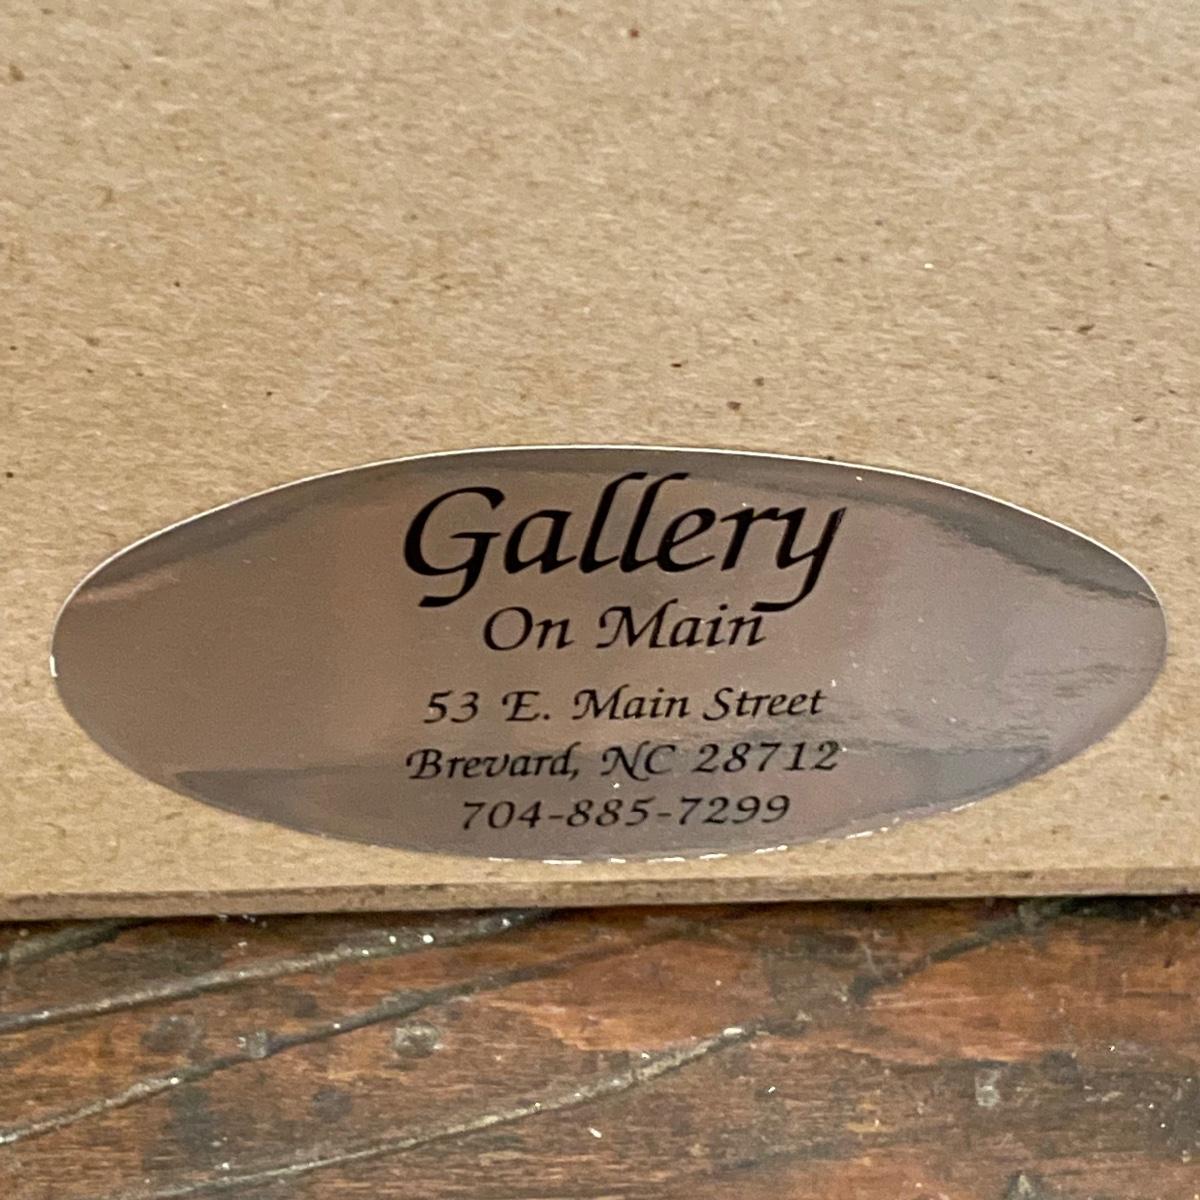 Gallery
On Main
53 E. Main Street
Brevard, NC 28712
704-885-7299